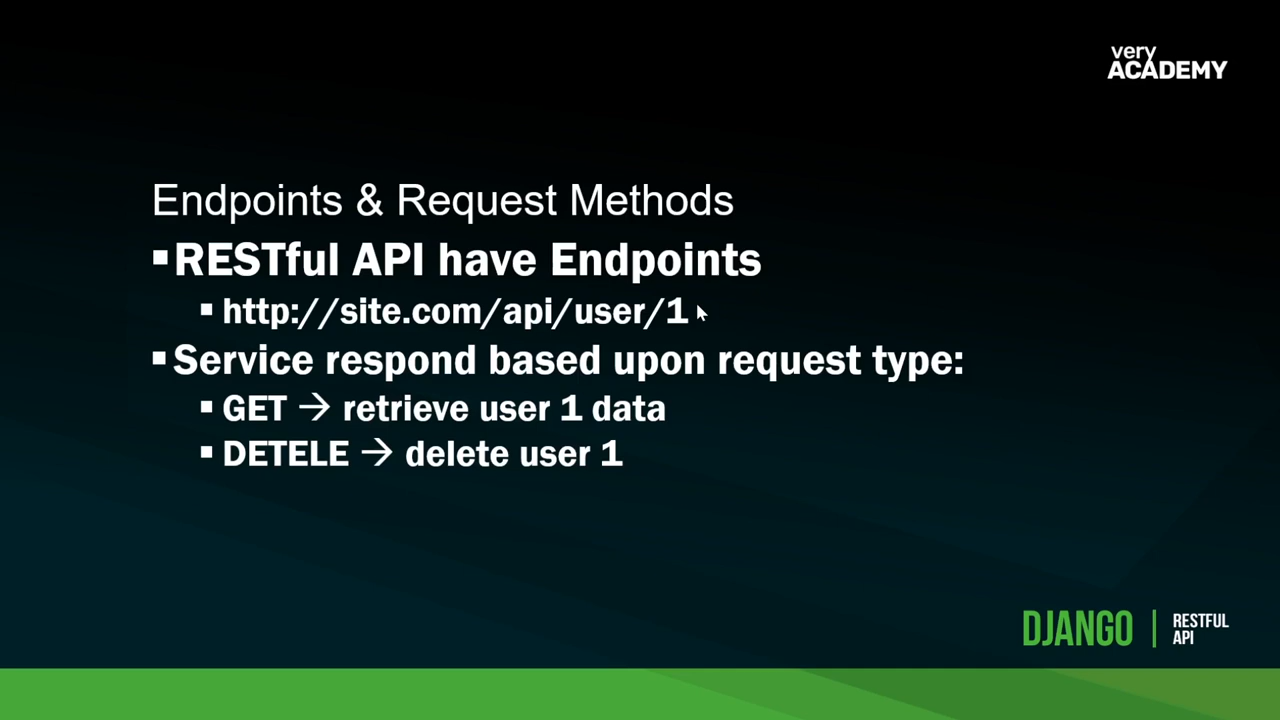 very
ACADEMY
Endpoints & Request Methods
▪RESTful API have Endpoints
▪ http://site.com/api/user/1
▪ Service respond based upon request type:
▪ GET → retrieve user 1 data
▪ DETELE → delete user 1
DJANGO | RESTFUL
API